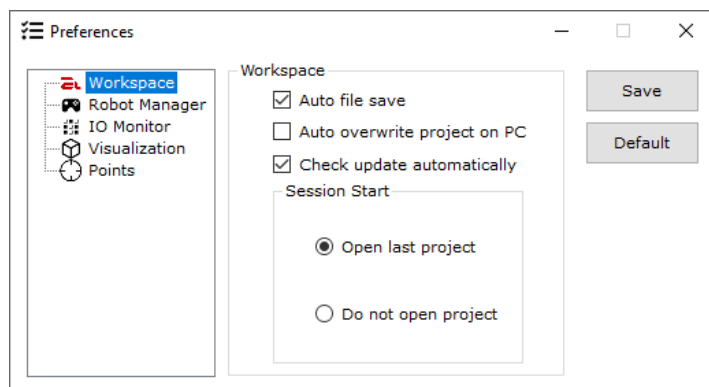 Preferences
Workspace
Robot Manager
IO Monitor
Visualization
Points
Workspace
Auto file save
Auto overwrite project on PC
Check update automatically
Session Start
Open last project
Do not open project
Save
Default